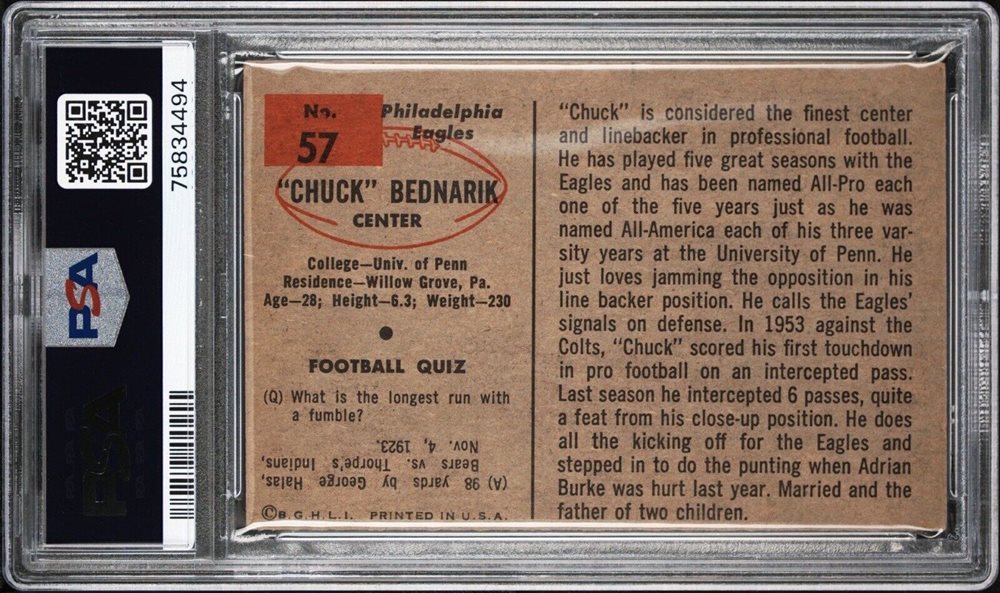 PSA
75834494
PSA
No.
57
Philadelphia
Eagles
"CHUCK" BEDNARIK
CENTER
College—Univ. of Penn
Residence—Willow Grove, Pa.
Age—28; Height—6.3; Weight—230
FOOTBALL QUIZ
(Q) What is the longest run with
a fumble?
(A) 98 yards by George Halas,
Bears vs. Thorpe's Indians,
Nov. 4, 1923.
©B.G.H.L.I. PRINTED IN U.S.A.
"Chuck" is considered the finest center
and linebacker in professional football.
He has played five great seasons with the
Eagles and has been named All-Pro each
one of the five years just as he was
named All-America each of his three var-
sity years at the University of Penn. He
just loves jamming the opposition in his
line backer position. He calls the Eagles'
signals on defense. In 1953 against the
Colts, "Chuck" scored his first touchdown
in pro football on an intercepted pass.
Last season he intercepted 6 passes, quite
a feat from his close-up position. He does
all the kicking off for the Eagles and
stepped in to do the punting when Adrian
Burke was hurt last year. Married and the
father of two children.